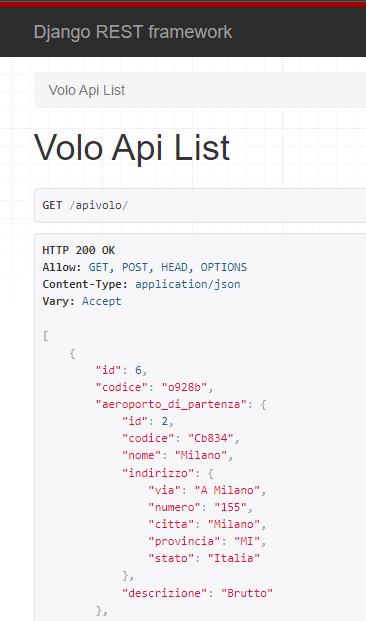 Django REST framework
Volo Api List
Volo Api List
GET /apivolo/
HTTP 200 OK
Allow: GET, POST, HEAD, OPTIONS
Content-Type: application/json
Vary: Accept
[
    {
        "id": 6,
        "codice": "o928b",
        "aeroporto_di_partenza": {
            "id": 2,
            "codice": "Cb834",
            "nome": "Milano",
            "indirizzo": {
                "via": "A Milano",
                "numero": "155",
                "citta": "Milano",
                "provincia": "MI",
                "stato": "Italia"
            },
            "descrizione": "Brutto"
        },